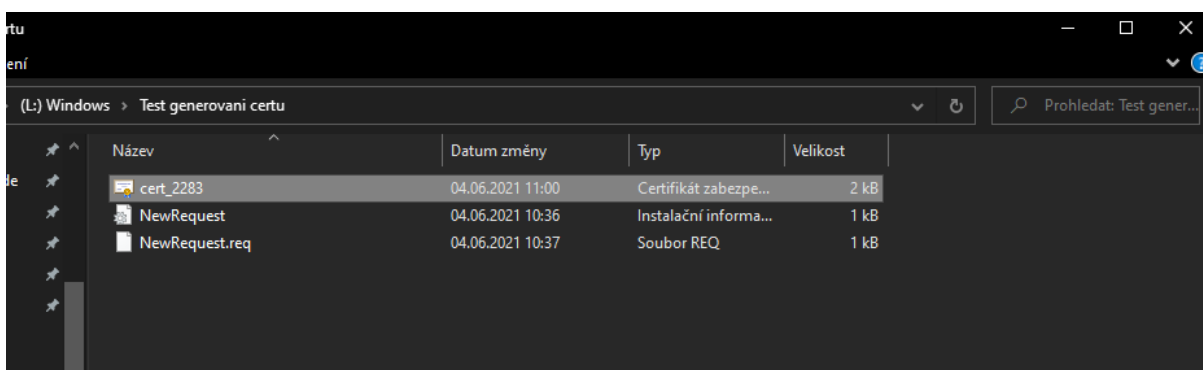 rtu
ení
(L:) Windows > Test generovani certu
Prohledat: Test gener...
Název Datum změny Typ Velikost
de
cert_2283 04.06.2021 11:00 Certifikát zabezpe... 2 kB
NewRequest 04.06.2021 10:36 Instalační informa... 1 kB
NewRequest.req 04.06.2021 10:37 Soubor REQ 1 kB